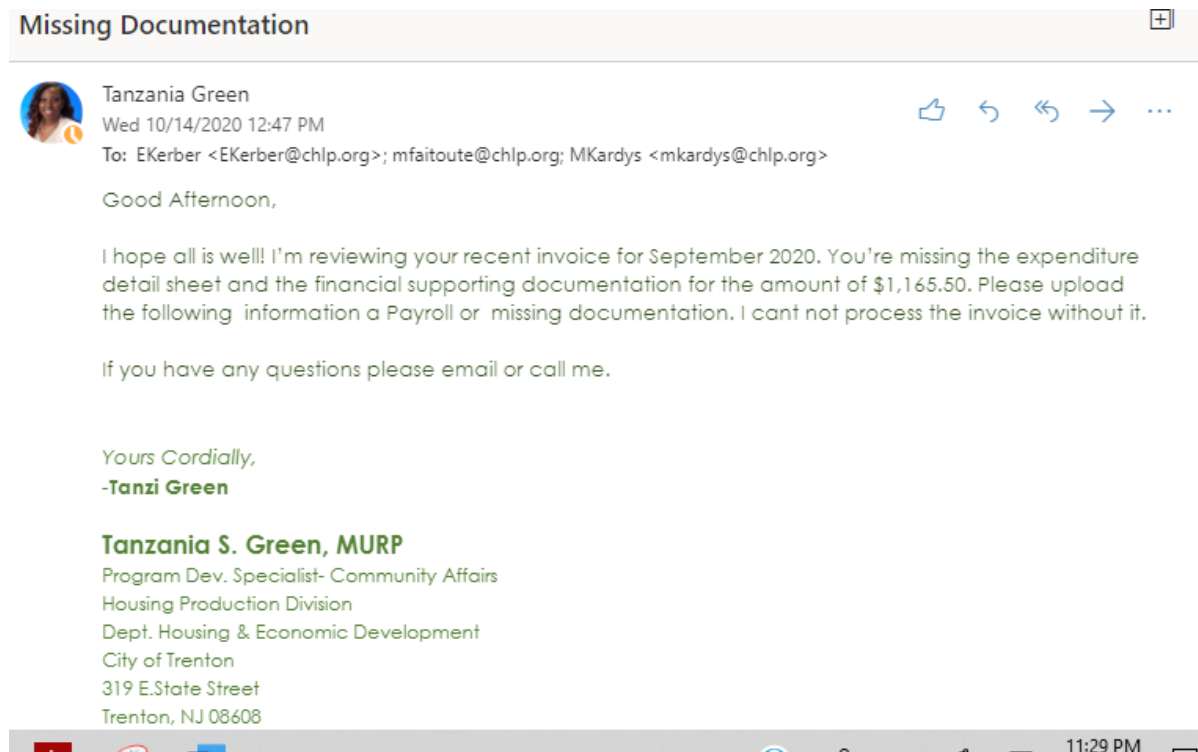 Missing Documentation
Tanzania Green
Wed 10/14/2020 12:47 PM
To: EKerber <EKerber@chlp.org>; mfaitoute@chlp.org; MKardys <mkardys@chlp.org>
Good Afternoon,
I hope all is well! I'm reviewing your recent invoice for September 2020. You're missing the expenditure
detail sheet and the financial supporting documentation for the amount of $1,165.50. Please upload
the following information a Payroll or missing documentation. I cant not process the invoice without it.
If you have any questions please email or call me.
Yours Cordially,
-Tanzi Green
Tanzania S. Green, MURP
Program Dev. Specialist- Community Affairs
Housing Production Division
Dept. Housing & Economic Development
City of Trenton
319 E.State Street
Trenton, NJ 08608
11:29 PM